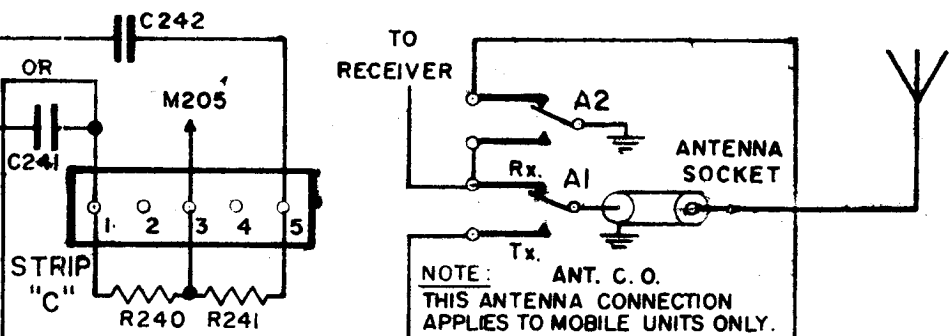 C242
OR
C241
M205
1 2 3 4 5
STRIP
"C"
R240 R241
TO
RECEIVER
A2
Rx.
A1
Tx.
ANTENNA
SOCKET
NOTE: ANT. C. O.
THIS ANTENNA CONNECTION
APPLIES TO MOBILE UNITS ONLY.